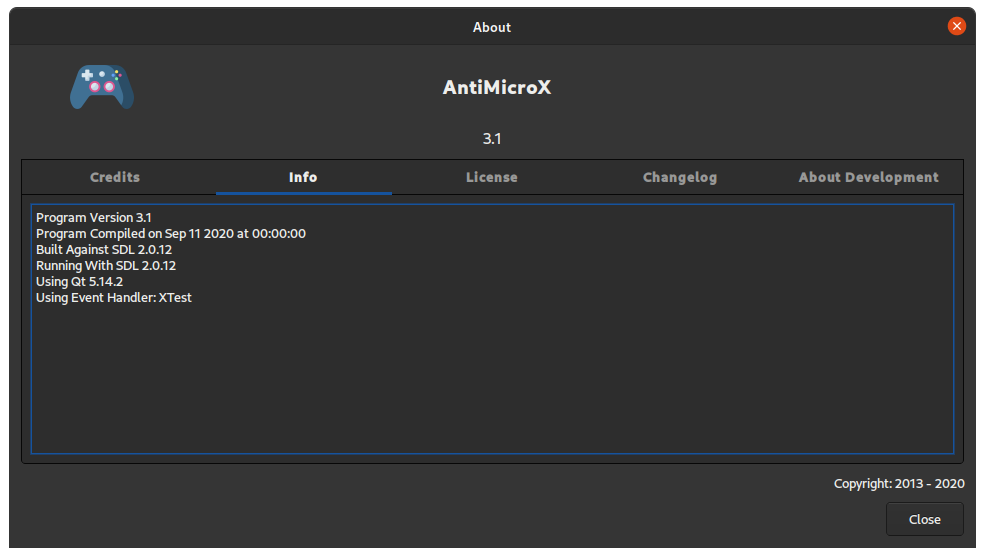 About
AntiMicroX
3.1
Credits Info License Changelog About Development
Program Version 3.1
Program Compiled on Sep 11 2020 at 00:00:00
Built Against SDL 2.0.12
Running With SDL 2.0.12
Using Qt 5.14.2
Using Event Handler: XTest
Copyright: 2013 - 2020
Close